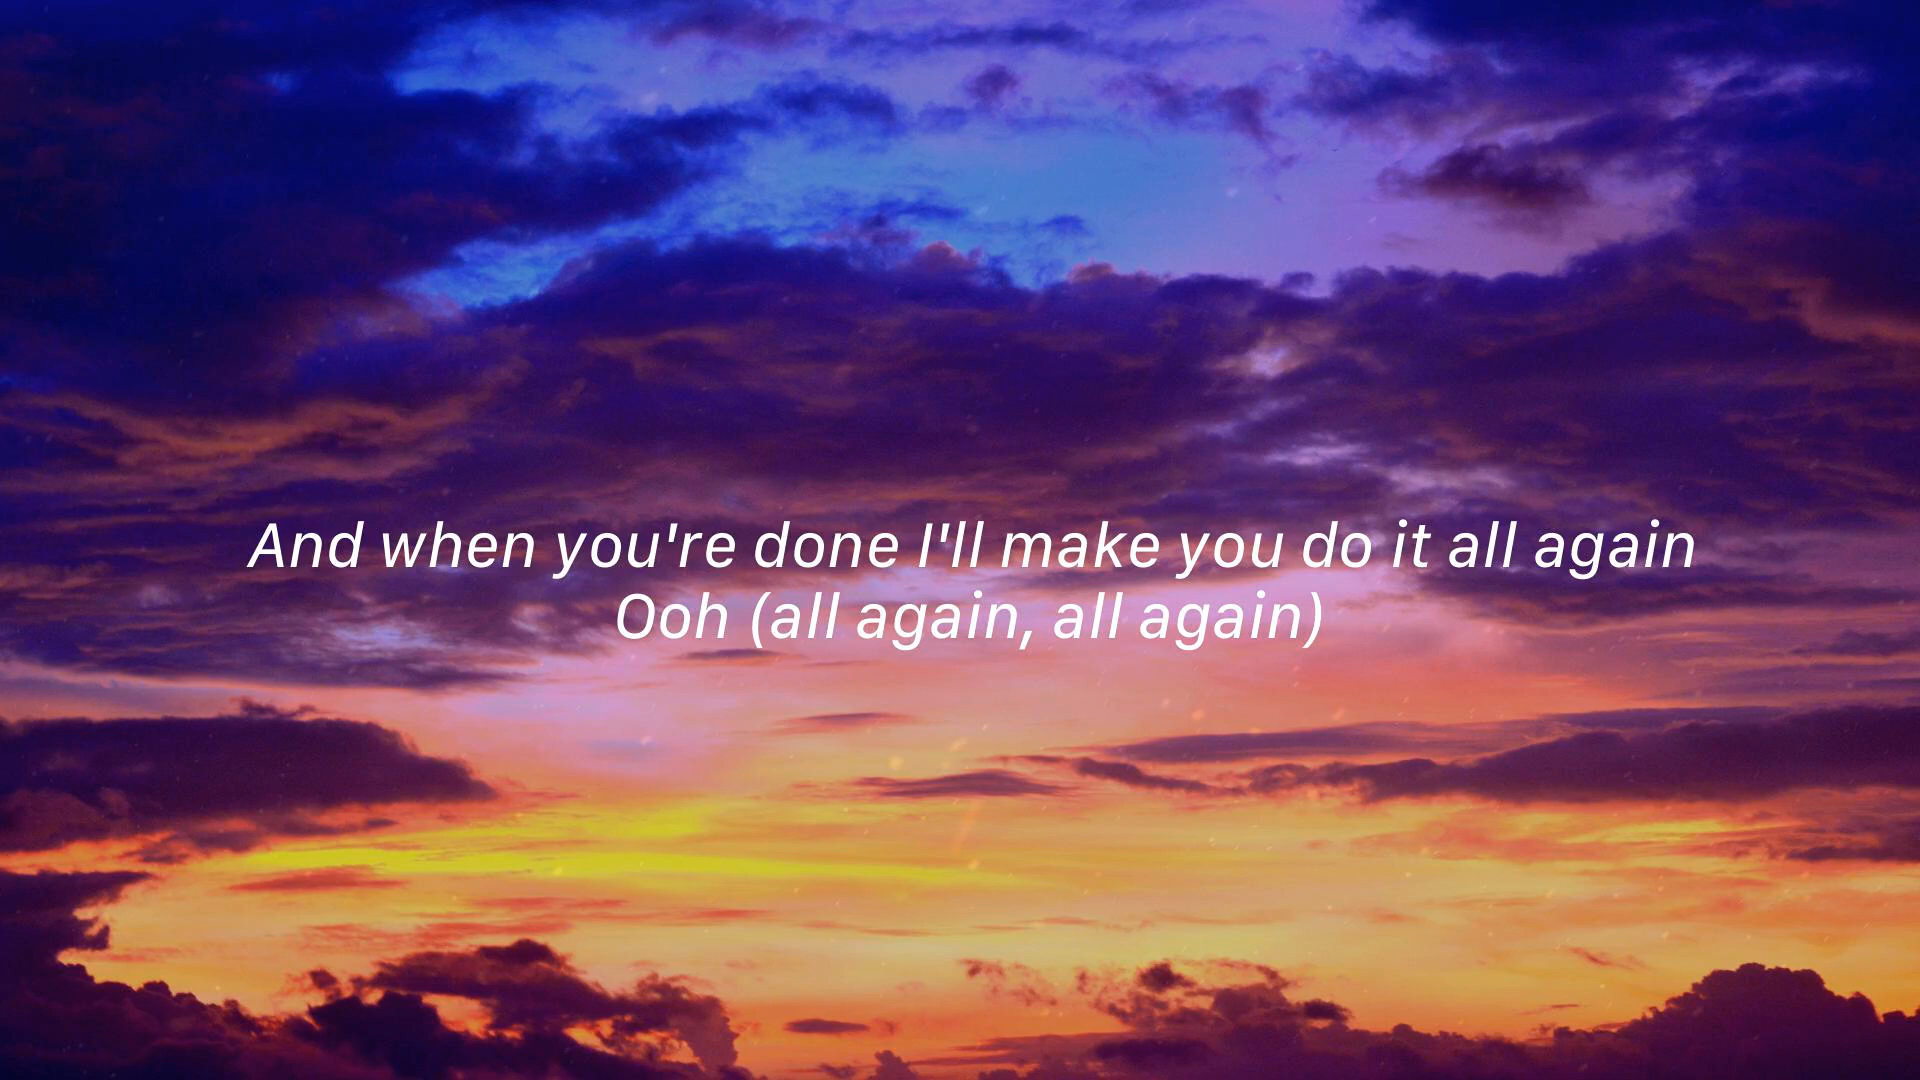 And when you're done I'll make you do it all again
Ooh (all again, all again)